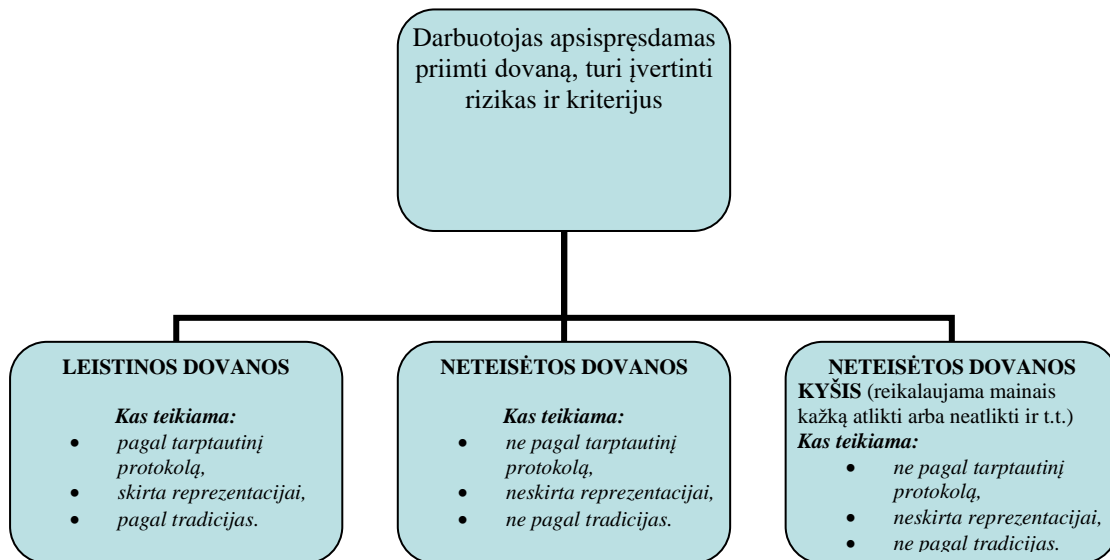 Darbuotojas apsispręsdamas
priimti dovaną, turi įvertinti
rizikas ir kriterijus
LEISTINOS DOVANOS
Kas teikiama:
• pagal tarptautinį
protokolą,
• skirta reprezentacijai,
• pagal tradicijas.
NETEISĖTOS DOVANOS
Kas teikiama:
• ne pagal tarptautinį
protokolą,
• neskirta reprezentacijai,
• ne pagal tradicijas.
NETEISĖTOS DOVANOS
KYŠIS (reikalaujama mainais
kažką atlikti arba neatlikti ir t.t.)
Kas teikiama:
• ne pagal tarptautinį
protokolą,
• neskirta reprezentacijai,
• ne pagal tradicijas.